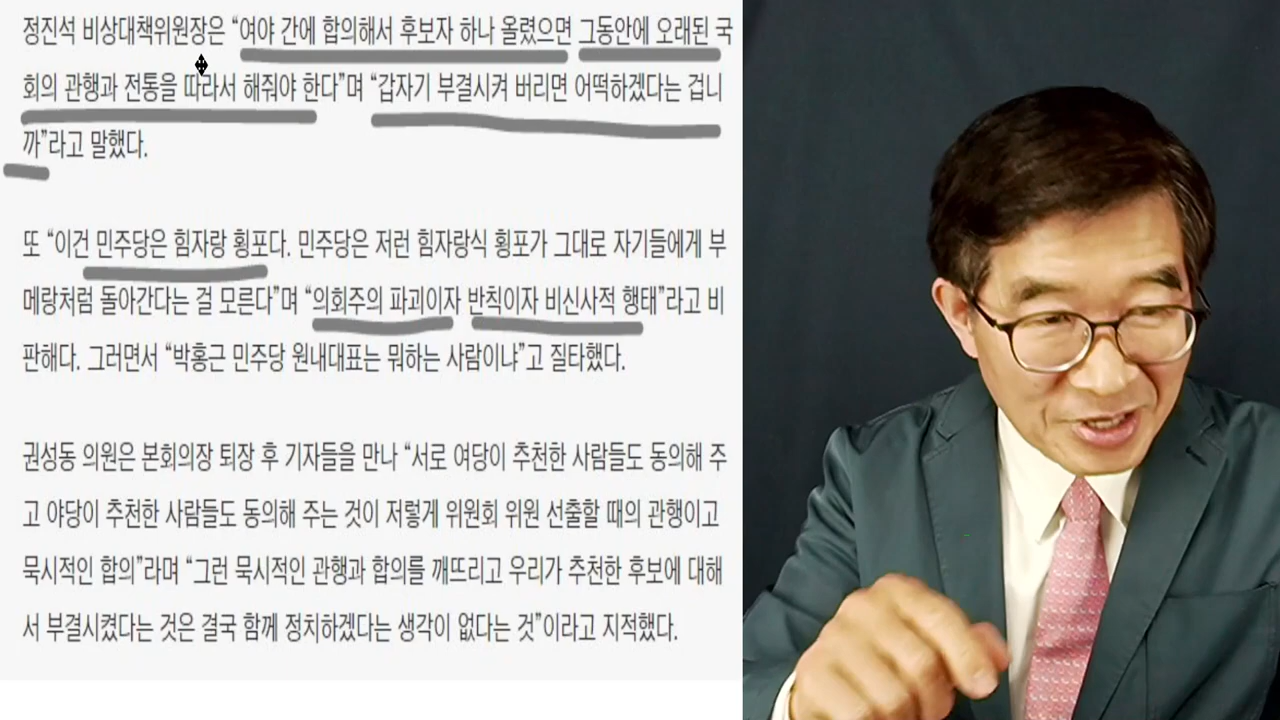 정진석 비상대책위원장은 “여야 간에 합의해서 후보자 하나 올렸으면 그동안에 오래된 국
회의 관행과 전통을 따라서 해줘야 한다”며 “갑자기 부결시켜 버리면 어떡하겠다는 겁니
까”라고 말했다.
또 “이건 민주당은 힘자랑 횡포다. 민주당은 저런 힘자랑식 횡포가 그대로 자기들에게 부
메랑처럼 돌아간다는 걸 모른다”며 “의회주의 파괴이자 반칙이자 비신사적 행태”라고 비
판해다. 그러면서 “박홍근 민주당 원내대표는 뭐하는 사람이냐”고 질타했다.
권성동 의원은 본회의장 퇴장 후 기자들을 만나 “서로 여당이 추천한 사람들도 동의해 주
고 야당이 추천한 사람들도 동의해 주는 것이 저렇게 위원회 위원 선출할 때의 관행이고
묵시적인 합의”라며 “그런 묵시적인 관행과 합의를 깨뜨리고 우리가 추천한 후보에 대해
서 부결시켰다는 것은 결국 함께 정치하겠다는 생각이 없다는 것”이라고 지적했다.